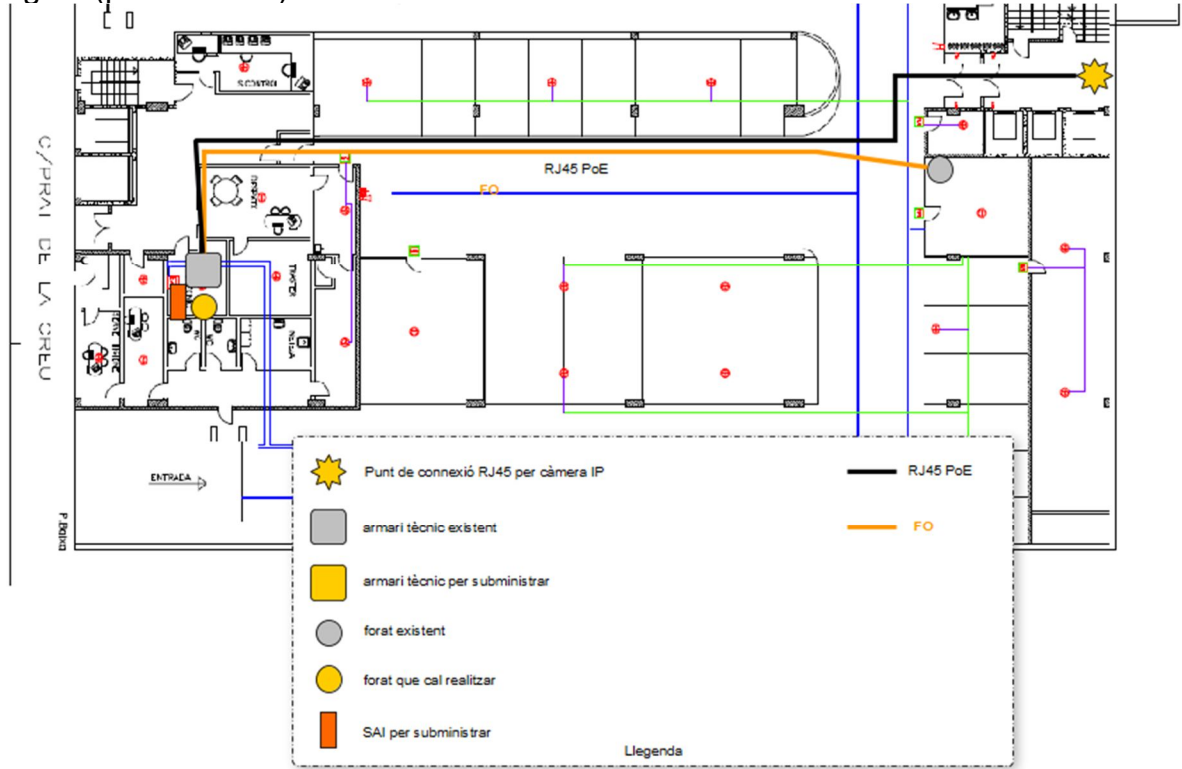 S.CONTROL
C/PRAT DE LA CREU
RJ45 PoE
FO
ENTRADA
P.Baixa
Punt de connexió RJ45 per càmera IP
RJ45 PoE
armari tècnic existent
FO
armari tècnic per subministrar
forat existent
forat que cal realitzar
SAI per subministrar
Llegenda